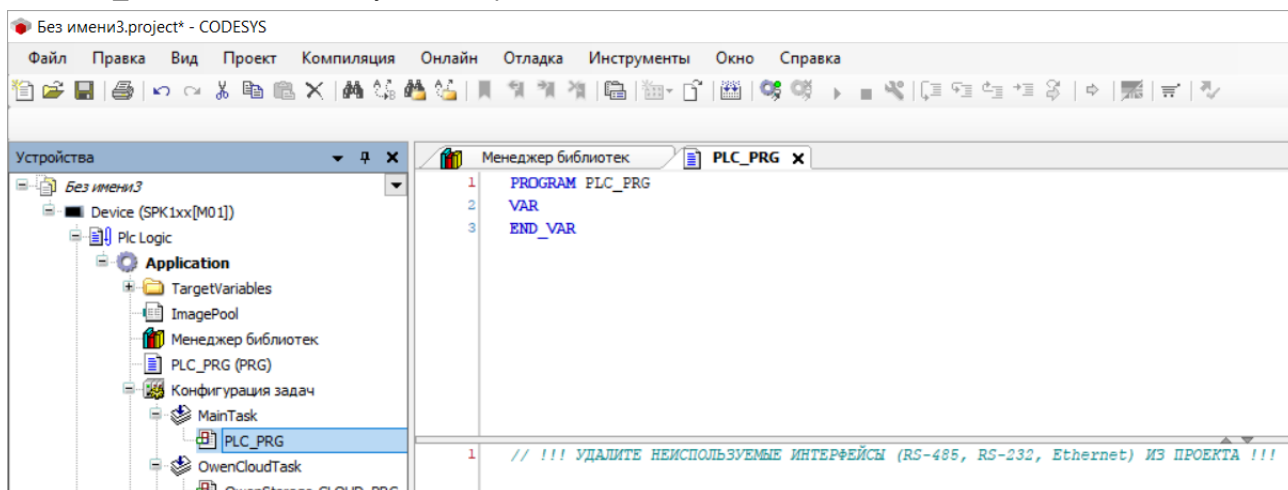 Без имени3.project* - CODESYS
Файл Правка Вид Проект Компиляция Онлайн Отладка Инструменты Окно Справка
Устройства
Без имени3
Device (SPK1xx[M01])
Plc Logic
Application
TargetVariables
ImagePool
Менеджер библиотек
PLC_PRG (PRG)
Конфигурация задач
MainTask
PLC_PRG
OwenCloudTask
Менеджер библиотек PLC_PRG
1 PROGRAM PLC_PRG
2 VAR
3 END_VAR
1 // !!! УДАЛИТЕ НЕИСПОЛЬЗУЕМЫЕ ИНТЕРФЕЙСЫ (RS-485, RS-232, Ethernet) ИЗ ПРОЕКТА !!!